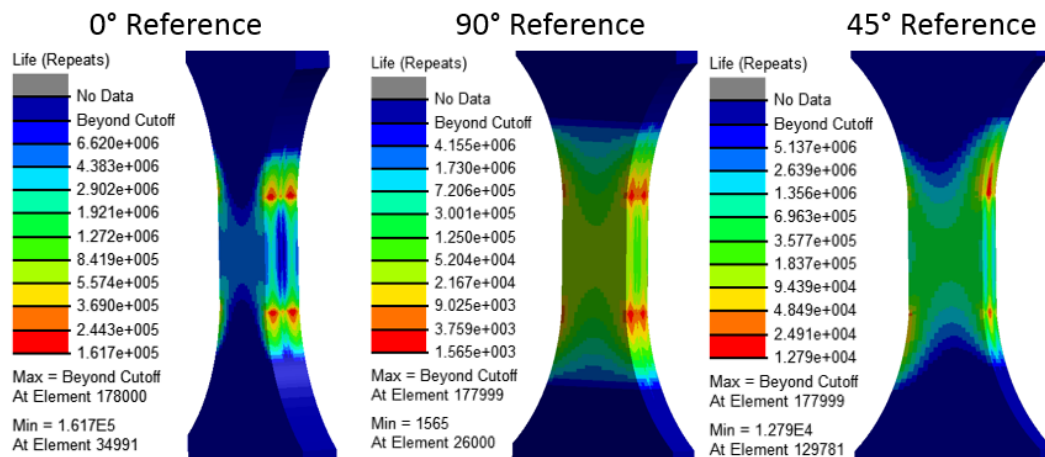 0° Reference
Life (Repeats)
No Data
Beyond Cutoff
6.620e+006
4.383e+006
2.902e+006
1.921e+006
1.272e+006
8.419e+005
5.574e+005
3.690e+005
2.443e+005
1.617e+005
Max = Beyond Cutoff
At Element 178000
Min = 1.617E5
At Element 34991
90° Reference
Life (Repeats)
No Data
Beyond Cutoff
4.155e+006
1.730e+006
7.206e+005
3.001e+005
1.250e+005
5.204e+004
2.167e+004
9.025e+003
3.759e+003
1.565e+003
Max = Beyond Cutoff
At Element 177999
Min = 1565
At Element 26000
45° Reference
Life (Repeats)
No Data
Beyond Cutoff
5.137e+006
2.639e+006
1.356e+006
6.963e+005
3.577e+005
1.837e+005
9.439e+004
4.849e+004
2.491e+004
1.279e+004
Max = Beyond Cutoff
At Element 177999
Min = 1.279E4
At Element 129781